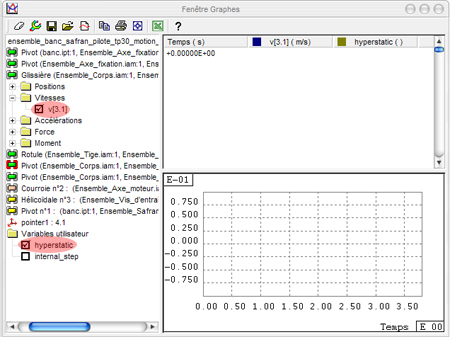 Fenêtre Graphes
?
ensemble_banc_safran_pilote_tp30_motion_
Pivot (banc.ipt:1, Ensemble_Axe_fixation
Pivot (Ensemble_Axe_fixation.iam:1, Ens
Glissière (Ensemble_Corps.iam:1, Ensem
Positions
Vitesses
v[3.1]
Accélerations
Force
Moment
Rotule (Ensemble_Tige.iam:1, Ensemble_
Pivot (Ensemble_Corps.iam:1, Ensemble_
Pivot (Ensemble_Corps.iam:1, Ensemble_
Courroie n°2 : (Ensemble_Axe_moteur.i
Hélicoïdale n°3 : (Ensemble_Vis_d'entra
Pivot n°1 : (banc.ipt:1, Ensemble_Safra
pointer1 : 4.1
Variables utilisateur
hyperstatic
internal_step
Temps ( s )
v[3.1] ( m/s )
hyperstatic ( )
+0.00000E+00
E-01
0.750
0.500
0.250
0.000
-0.250
-0.500
-0.750
0.00 0.50 1.00 1.50 2.00 2.50 3.00 3.50
Temps E 00